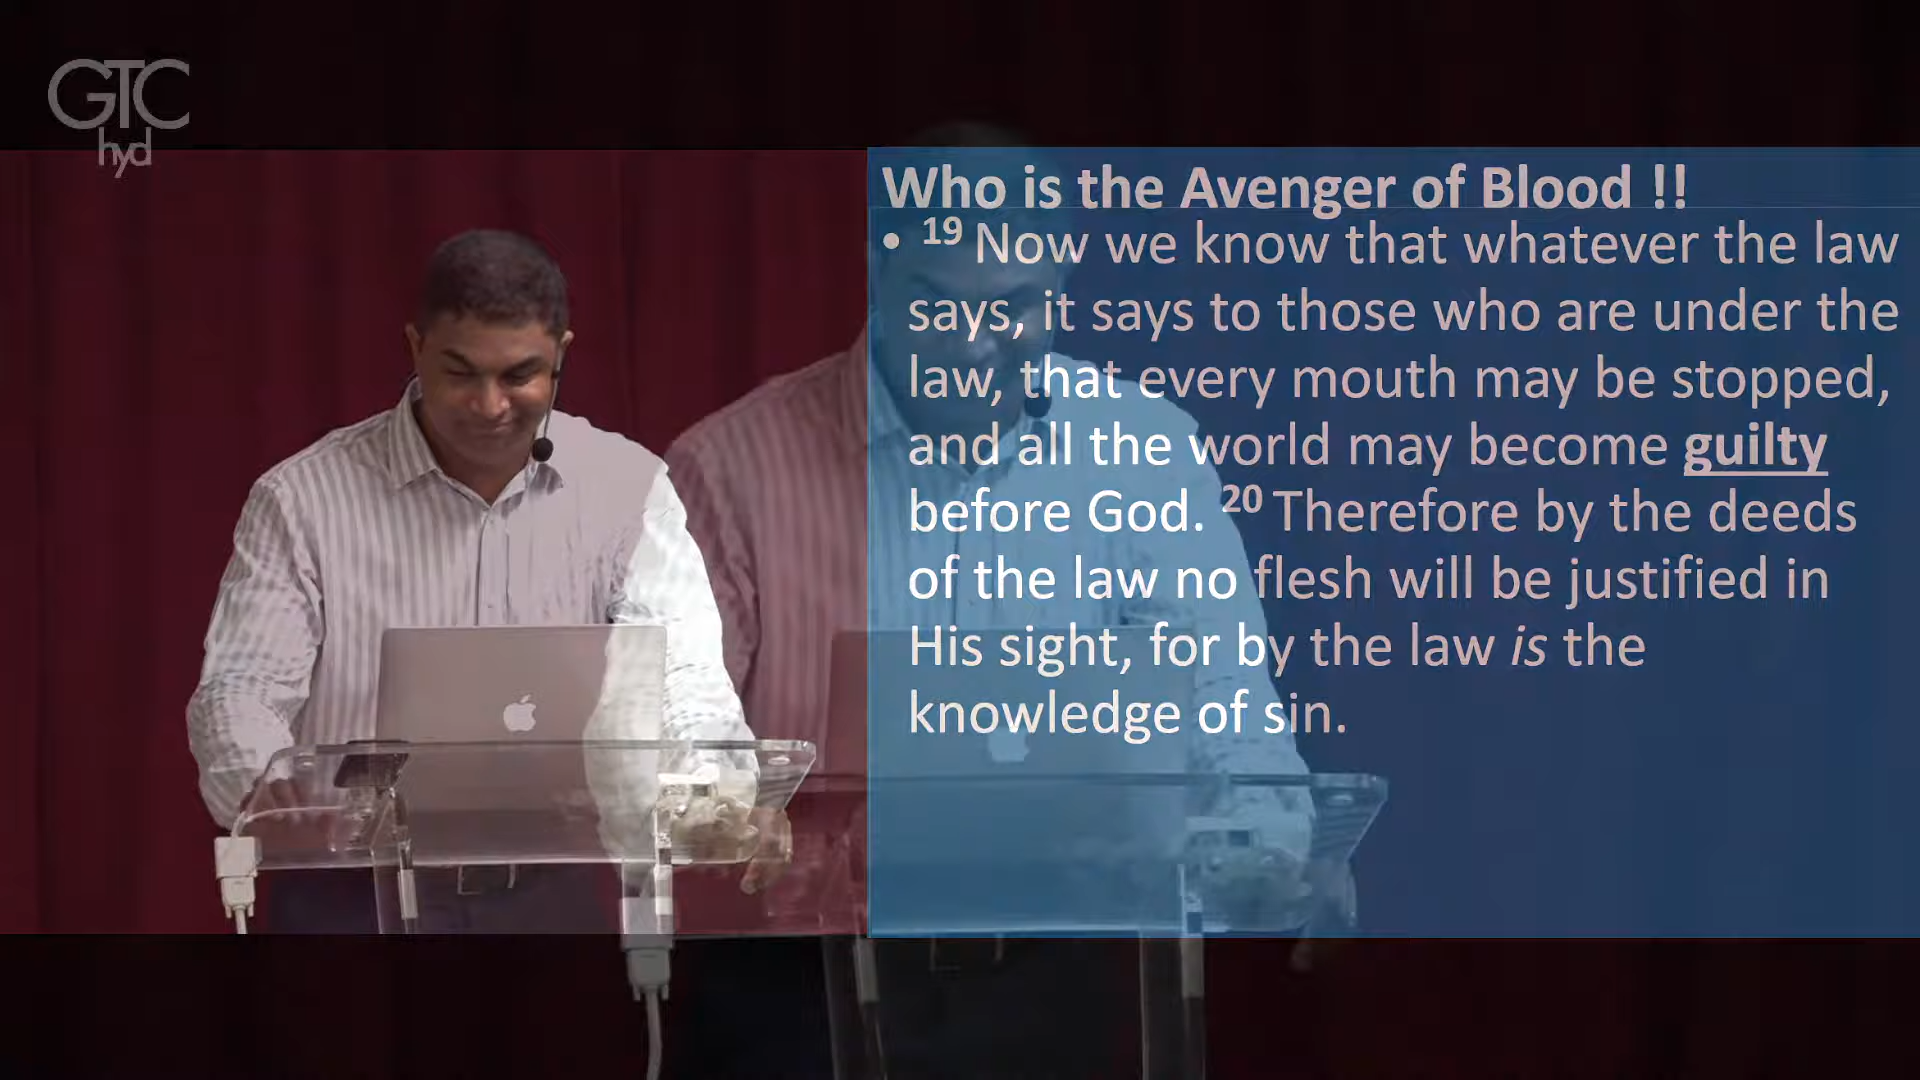 GTC
hyd
Who is the Avenger of Blood !!
• 19 Now we know that whatever the law
says, it says to those who are under the
law, that every mouth may be stopped,
and all the world may become guilty
before God. 20 Therefore by the deeds
of the law no flesh will be justified in
His sight, for by the law is the
knowledge of sin.